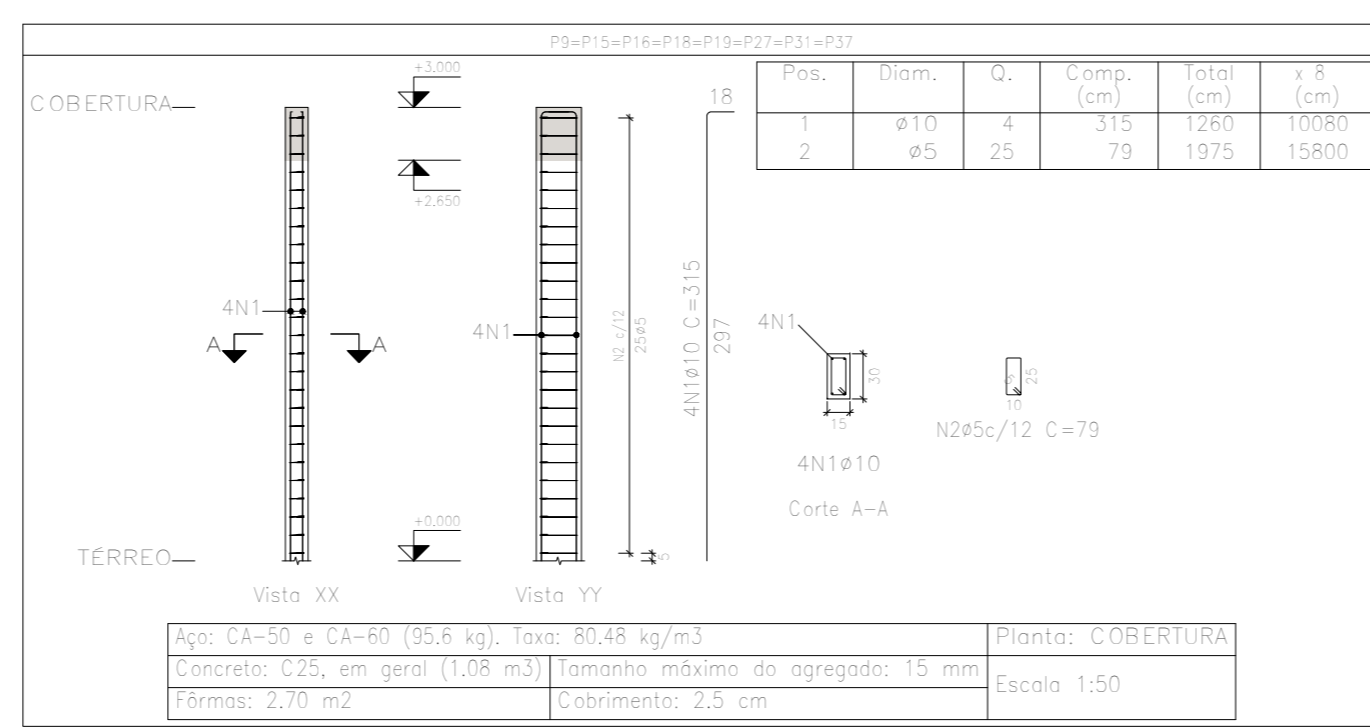 P9=P15=P16=P18=P19=P27=P31=P37
Pos. Diam. Q. Comp. (cm) Total (cm) x 8 (cm)
1 ø10 4 315 1260 10080
2 ø5 25 79 1975 15800
COBERTURA
+3.000
+2.650
4N1
A A
+0.000
TÉRREO
Vista XX
4N1
N2 c/12
25ø5
5
Vista YY
18
4N1ø10 C=315
297
4N1
30
15
4N1ø10
Corte A-A
25
10
N2ø5c/12 C=79
Aço: CA-50 e CA-60 (95.6 kg). Taxa: 80.48 kg/m3
Planta: COBERTURA
Concreto: C25, em geral (1.08 m3) Tamanho máximo do agregado: 15 mm
Escala 1:50
Fôrmas: 2.70 m2 Cobrimento: 2.5 cm